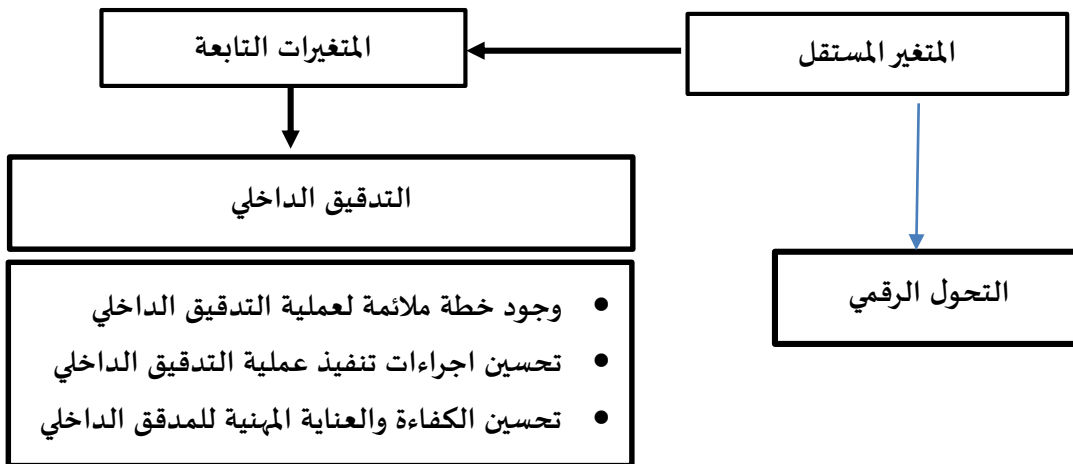 المتغير المستقل
المتغيرات التابعة
التدقيق الداخلي
التحول الرقمي
• وجود خطة ملائمة لعملية التدقيق الداخلي
• تحسين اجراءات تنفيذ عملية التدقيق الداخلي
• تحسين الكفاءة والعناية المهنية للمدقق الداخلي